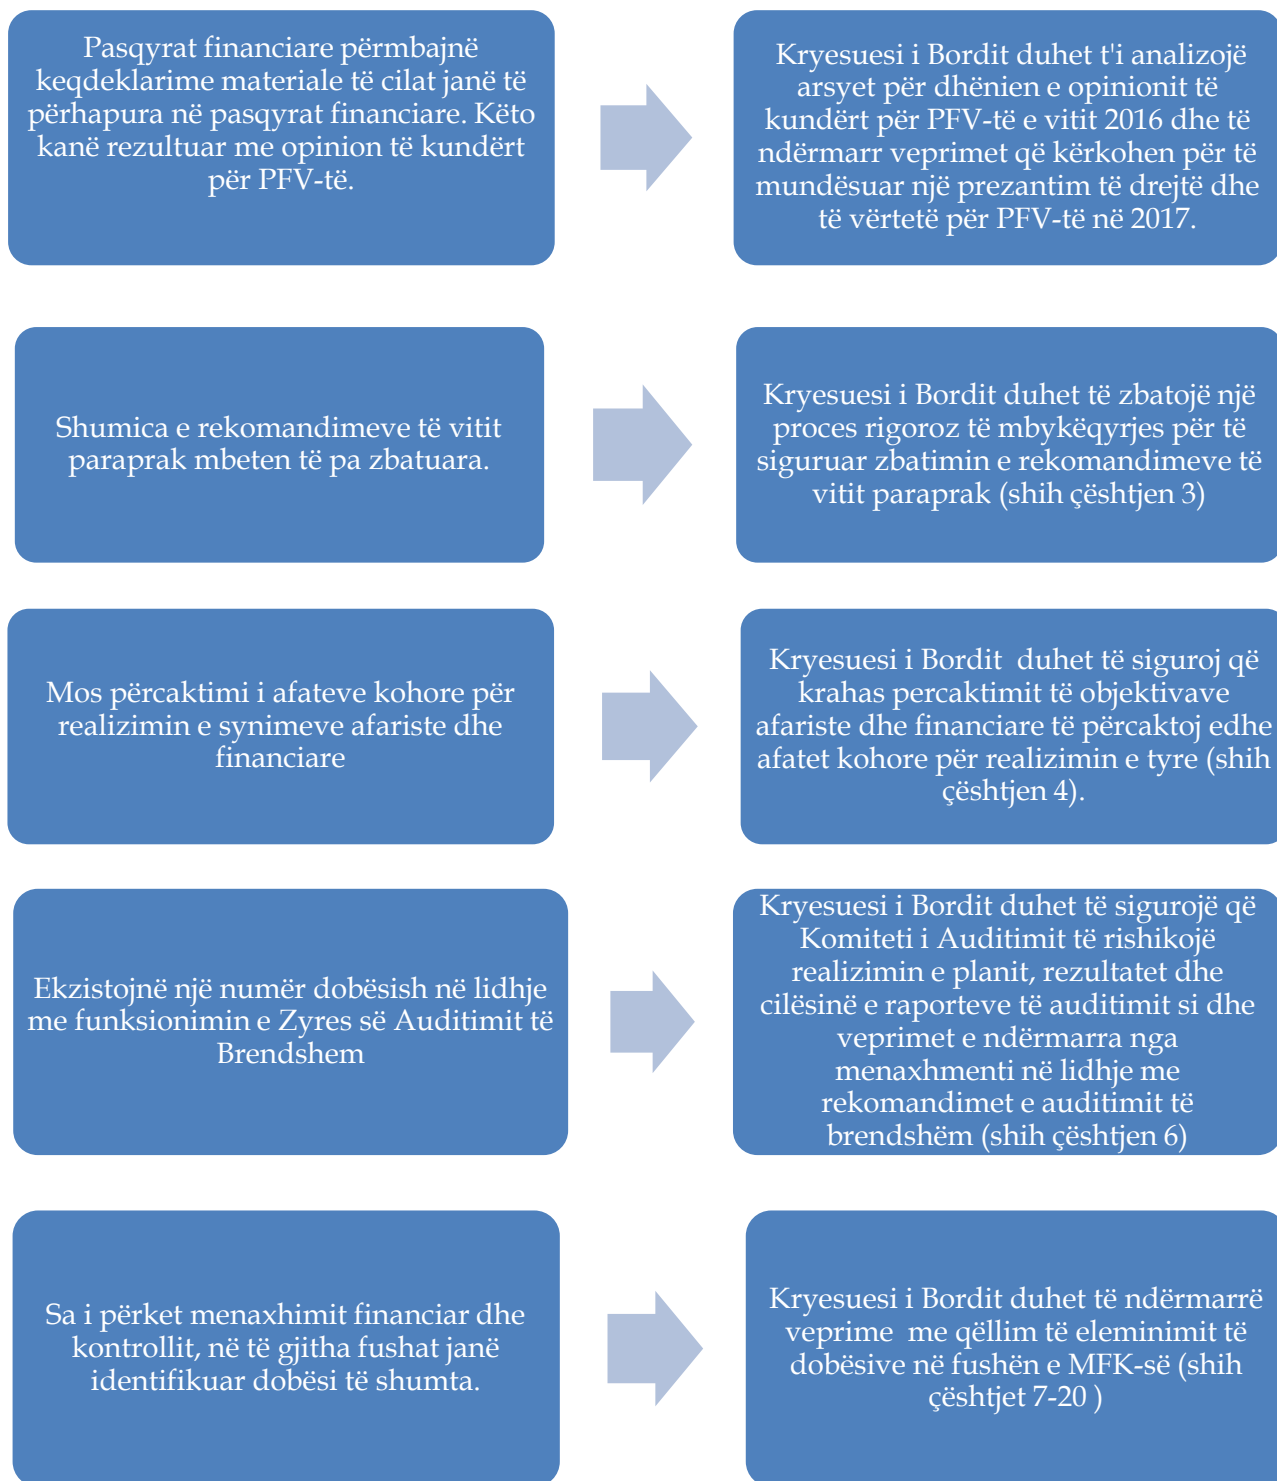 Pasqyrat financiare përmbajnë
keqdeklarime materiale të cilat janë të
përhapura në pasqyrat financiare. Këto
kanë rezultuar me opinion të kundërt
për PFV-të.
Kryesuesi i Bordit duhet t'i analizojë
arsyet për dhënien e opinionit të
kundërt për PFV-të e vitit 2016 dhe të
ndërmarr veprimet që kërkohen për të
mundësuar një prezantim të drejtë dhe
të vërtetë për PFV-të në 2017.
Shumica e rekomandimeve të vitit
paraprak mbeten të pa zbatuara.
Kryesuesi i Bordit duhet të zbatojë një
proces rigoroz të mbykëqyrjes për të
siguruar zbatimin e rekomandimeve të
vitit paraprak (shih çështjen 3)
Mos përcaktimi i afateve kohore për
realizimin e synimeve afariste dhe
financiare
Kryesuesi i Bordit duhet të siguroj që
krahas percaktimit të objektivave
afariste dhe financiare të përcaktoj edhe
afatet kohore për realizimin e tyre (shih
çështjen 4).
Ekzistojnë një numër dobësish në lidhje
me funksionimin e Zyres së Auditimit të
Brendshem
Kryesuesi i Bordit duhet të sigurojë që
Komiteti i Auditimit të rishikojë
realizimin e planit, rezultatet dhe
cilësinë e raporteve të auditimit si dhe
veprimet e ndërmarra nga
menaxhmenti në lidhje me
rekomandimet e auditimit të
brendshëm (shih çështjen 6)
Sa i përket menaxhimit financiar dhe
kontrollit, në të gjitha fushat janë
identifikuar dobësi të shumta.
Kryesuesi i Bordit duhet të ndërmarrë
veprime me qëllim të eleminimit të
dobësive në fushën e MFK-së (shih
çështjet 7-20 )